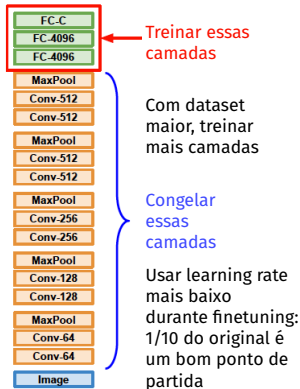 FC-C
FC-4096
FC-4096
MaxPool
Conv-512
Conv-512
MaxPool
Conv-512
Conv-512
MaxPool
Conv-256
Conv-256
MaxPool
Conv-128
Conv-128
MaxPool
Conv-64
Conv-64
Image
Treinar essas
camadas
Com dataset
maior, treinar
mais camadas
Congelar
essas
camadas
Usar learning rate
mais baixo
durante finetuning:
1/10 do original é
um bom ponto de
partida